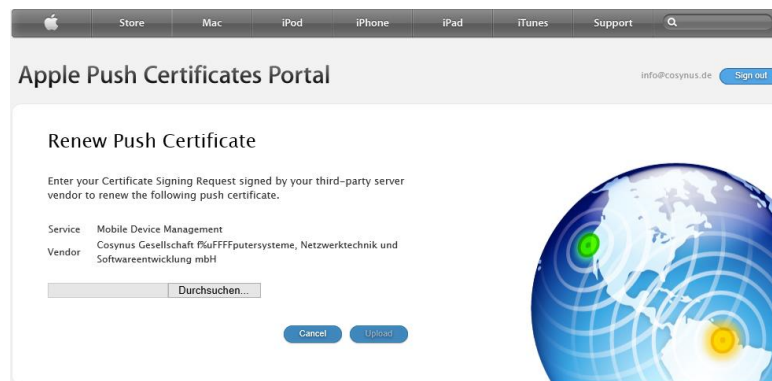 Store Mac iPod iPhone iPad iTunes Support
Apple Push Certificates Portal
info@cosynus.de Sign out
Renew Push Certificate
Enter your Certificate Signing Request signed by your third-party server
vendor to renew the following push certificate.
Service Mobile Device Management
Vendor Cosynus Gesellschaft f%uFFFFputersysteme, Netzwerktechnik und
Softwareentwicklung mbH
Durchsuchen...
Cancel Upload